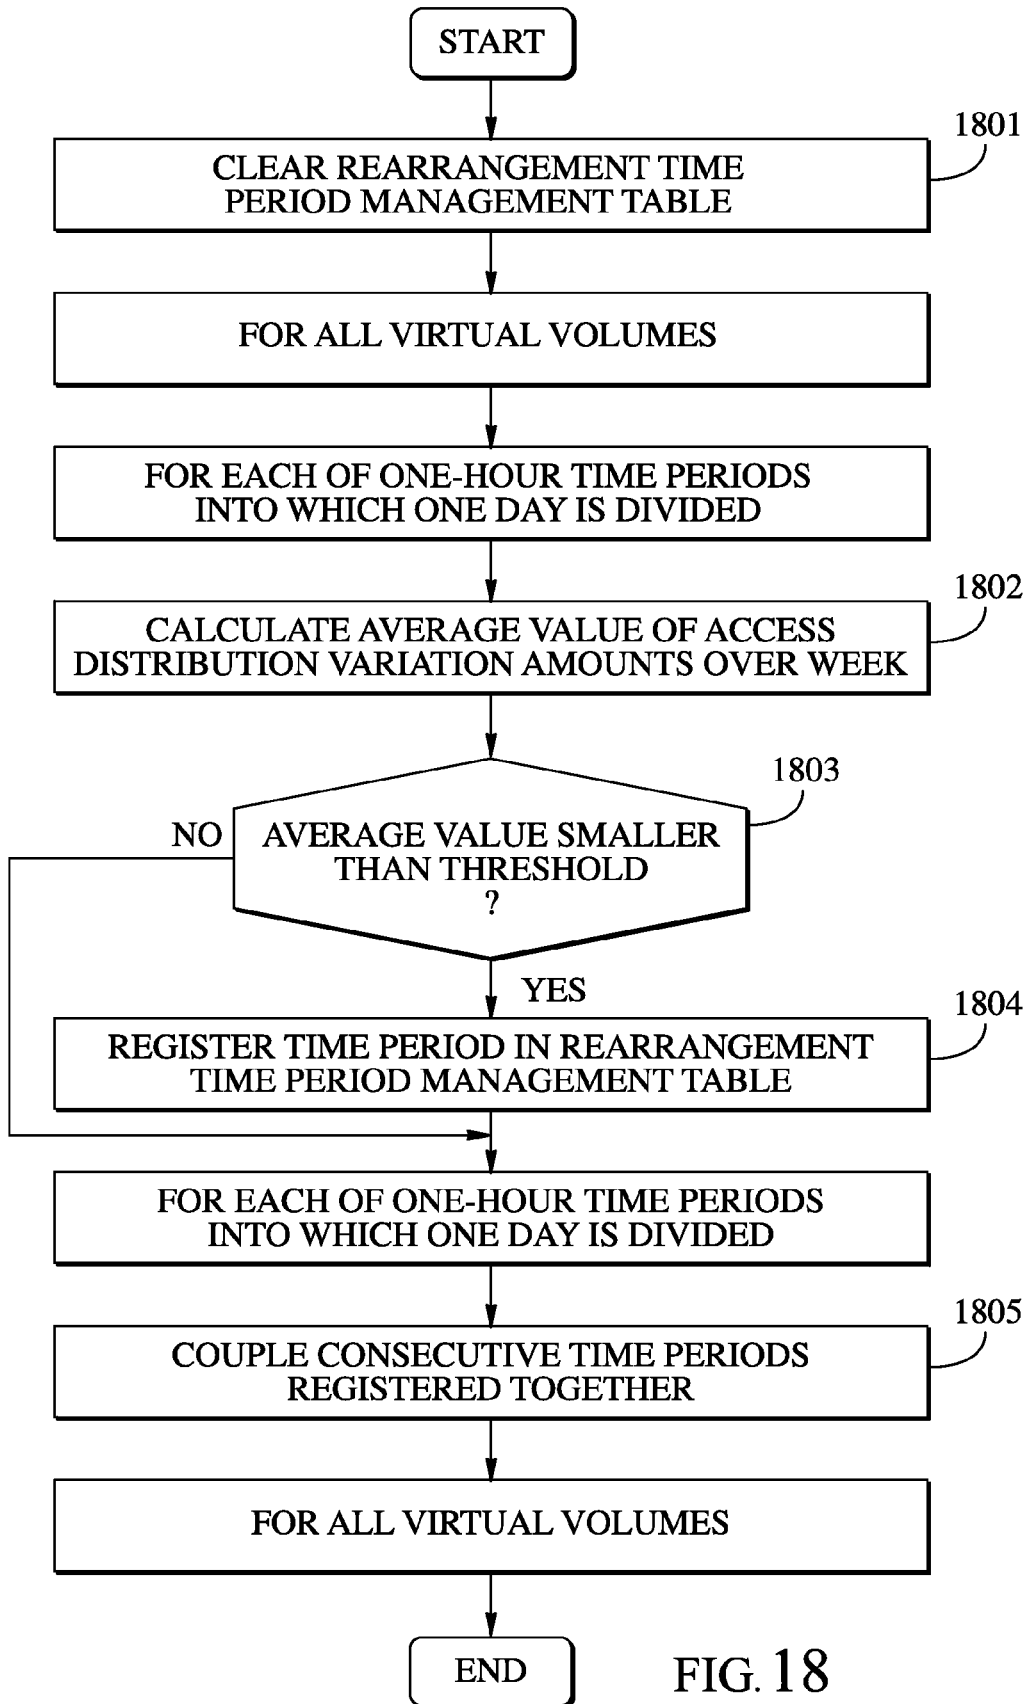 START
1801
CLEAR REARRANGEMENT TIME
PERIOD MANAGEMENT TABLE
FOR ALL VIRTUAL VOLUMES
FOR EACH OF ONE-HOUR TIME PERIODS
INTO WHICH ONE DAY IS DIVIDED
1802
CALCULATE AVERAGE VALUE OF ACCESS
DISTRIBUTION VARIATION AMOUNTS OVER WEEK
1803
NO
AVERAGE VALUE SMALLER
THAN THRESHOLD
?
YES
1804
REGISTER TIME PERIOD IN REARRANGEMENT
TIME PERIOD MANAGEMENT TABLE
FOR EACH OF ONE-HOUR TIME PERIODS
INTO WHICH ONE DAY IS DIVIDED
1805
COUPLE CONSECUTIVE TIME PERIODS
REGISTERED TOGETHER
FOR ALL VIRTUAL VOLUMES
END
FIG. 18